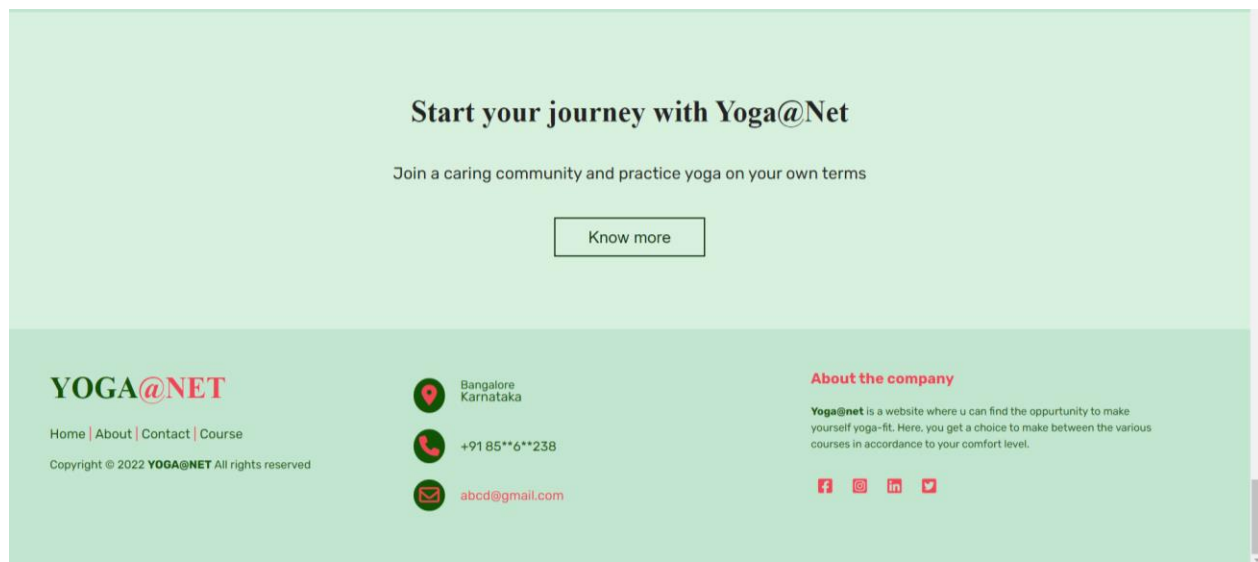 Start your journey with Yoga@Net
Join a caring community and practice yoga on your own terms
Know more
YOGA@NET
Home | About | Contact | Course
Copyright © 2022 YOGA@NET All rights reserved
Bangalore
Karnataka
+91 85**6**238
abcd@gmail.com
About the company
Yoga@net is a website where u can find the oppurtunity to make
yourself yoga-fit. Here, you get a choice to make between the various
courses in accordance to your comfort level.